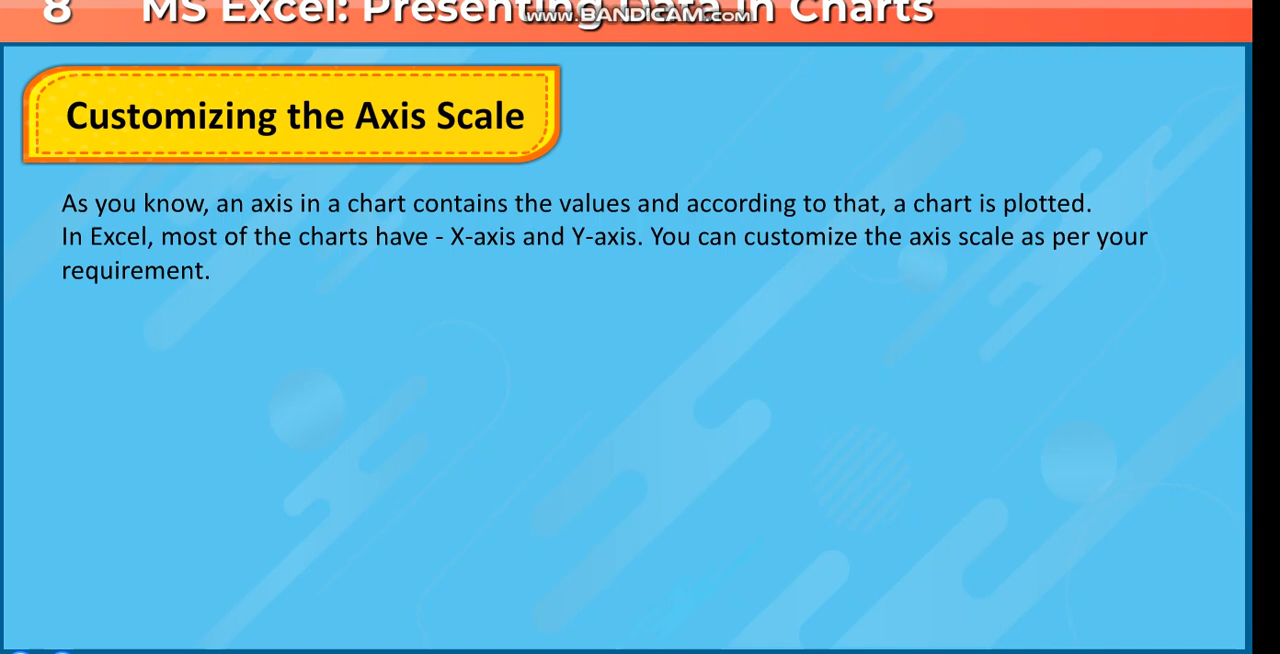 8 MS Excel: Presenting Data in Charts
www.BANDICAM.com
Customizing the Axis Scale
As you know, an axis in a chart contains the values and according to that, a chart is plotted.
In Excel, most of the charts have - X-axis and Y-axis. You can customize the axis scale as per your
requirement.